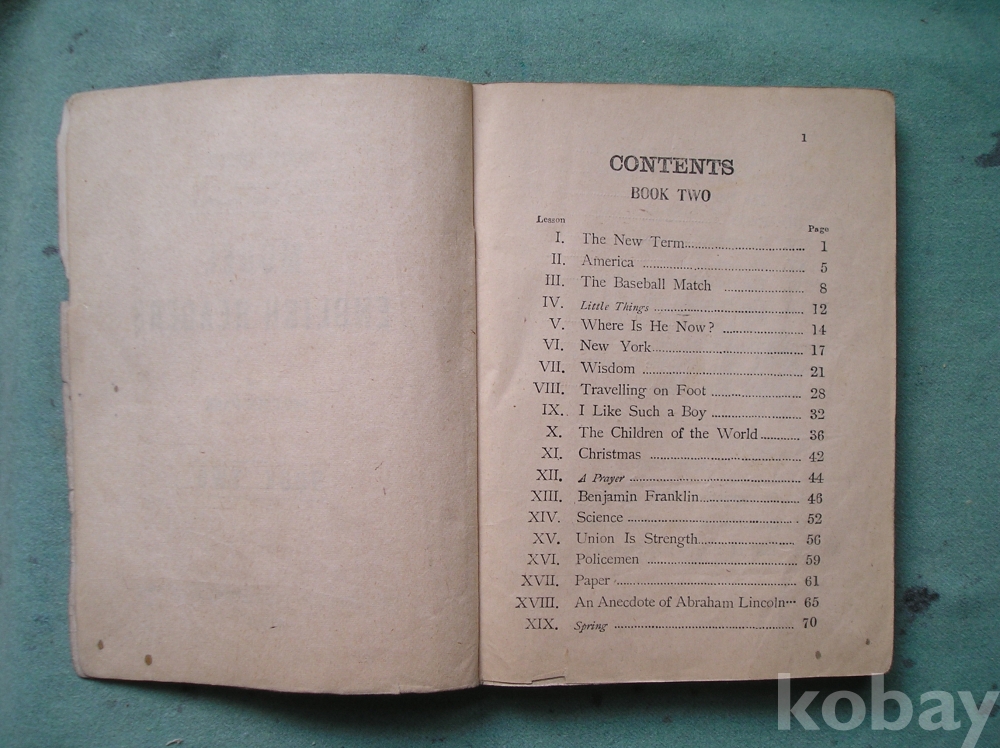 1
CONTENTS
BOOK TWO
Lesson Page
I. The New Term 1
II. America 5
III. The Baseball Match 8
IV. Little Things 12
V. Where Is He Now? 14
VI. New York 17
VII. Wisdom 21
VIII. Travelling on Foot 28
IX. I Like Such a Boy 32
X. The Children of the World 36
XI. Christmas 42
XII. A Prayer 44
XIII. Benjamin Franklin 46
XIV. Science 52
XV. Union Is Strength 56
XVI. Policemen 59
XVII. Paper 61
XVIII. An Anecdote of Abraham Lincoln 65
XIX. Spring 70
kobay